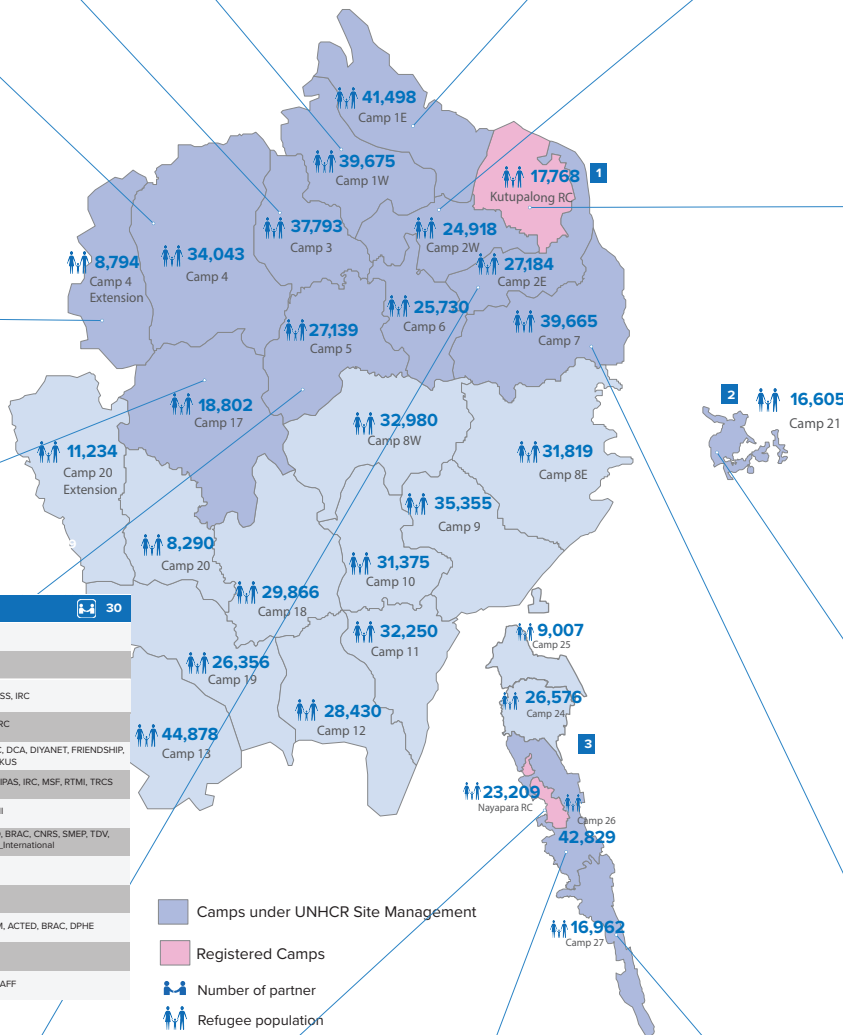 41,498
Camp 1E
39,675
Camp 1W
17,768
Kutupalong RC
1
37,793
Camp 3
24,918
Camp 2W
8,794
Camp 4
Extension
34,043
Camp 4
27,184
Camp 2E
25,730
Camp 6
27,139
Camp 5
39,665
Camp 7
2
16,605
Camp 21
18,802
Camp 17
32,980
Camp 8W
11,234
Camp 20
Extension
31,819
Camp 8E
35,355
Camp 9
9
8,290
Camp 20
31,375
Camp 10
29,866
Camp 18
30
32,250
Camp 11
9,007
Camp 25
26,356
Camp 19
26,576
Camp 24
SS, IRC
RC
28,430
Camp 12
44,878
Camp 13
3
C, DCA, DIYANET, FRIENDSHIP,
KUS
IPAS, IRC, MSF, RTMI, TRCS
23,209
Nayapara RC
Camp 26
42,829
BRAC, CNRS, SMEP, TDV,
_International
Camps under UNHCR Site Management
M, ACTED, BRAC, DPHE
16,962
Camp 27
Registered Camps
AFF
Number of partner
Refugee population